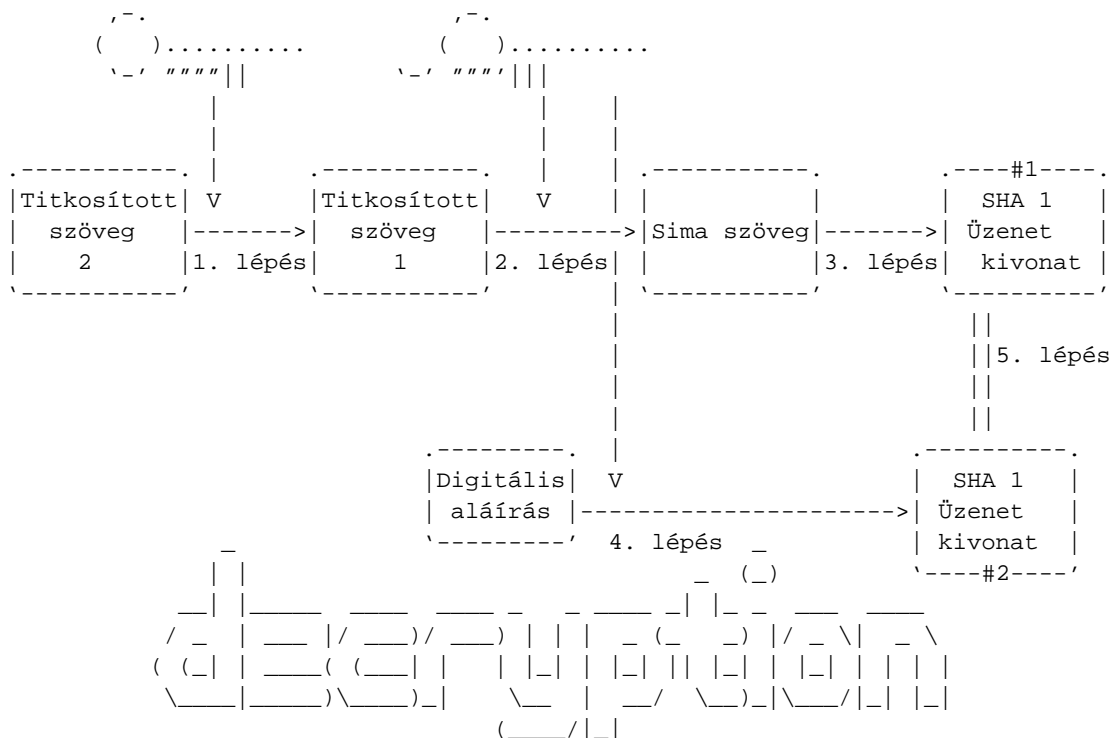 Titkosított Titkosított SHA 1
szöveg szöveg Sima szöveg Üzenet
2 1. lépés 1 2. lépés 3. lépés kivonat
#1
5. lépés
Digitális SHA 1
aláírás Üzenet
4. lépés kivonat
#2
decryption